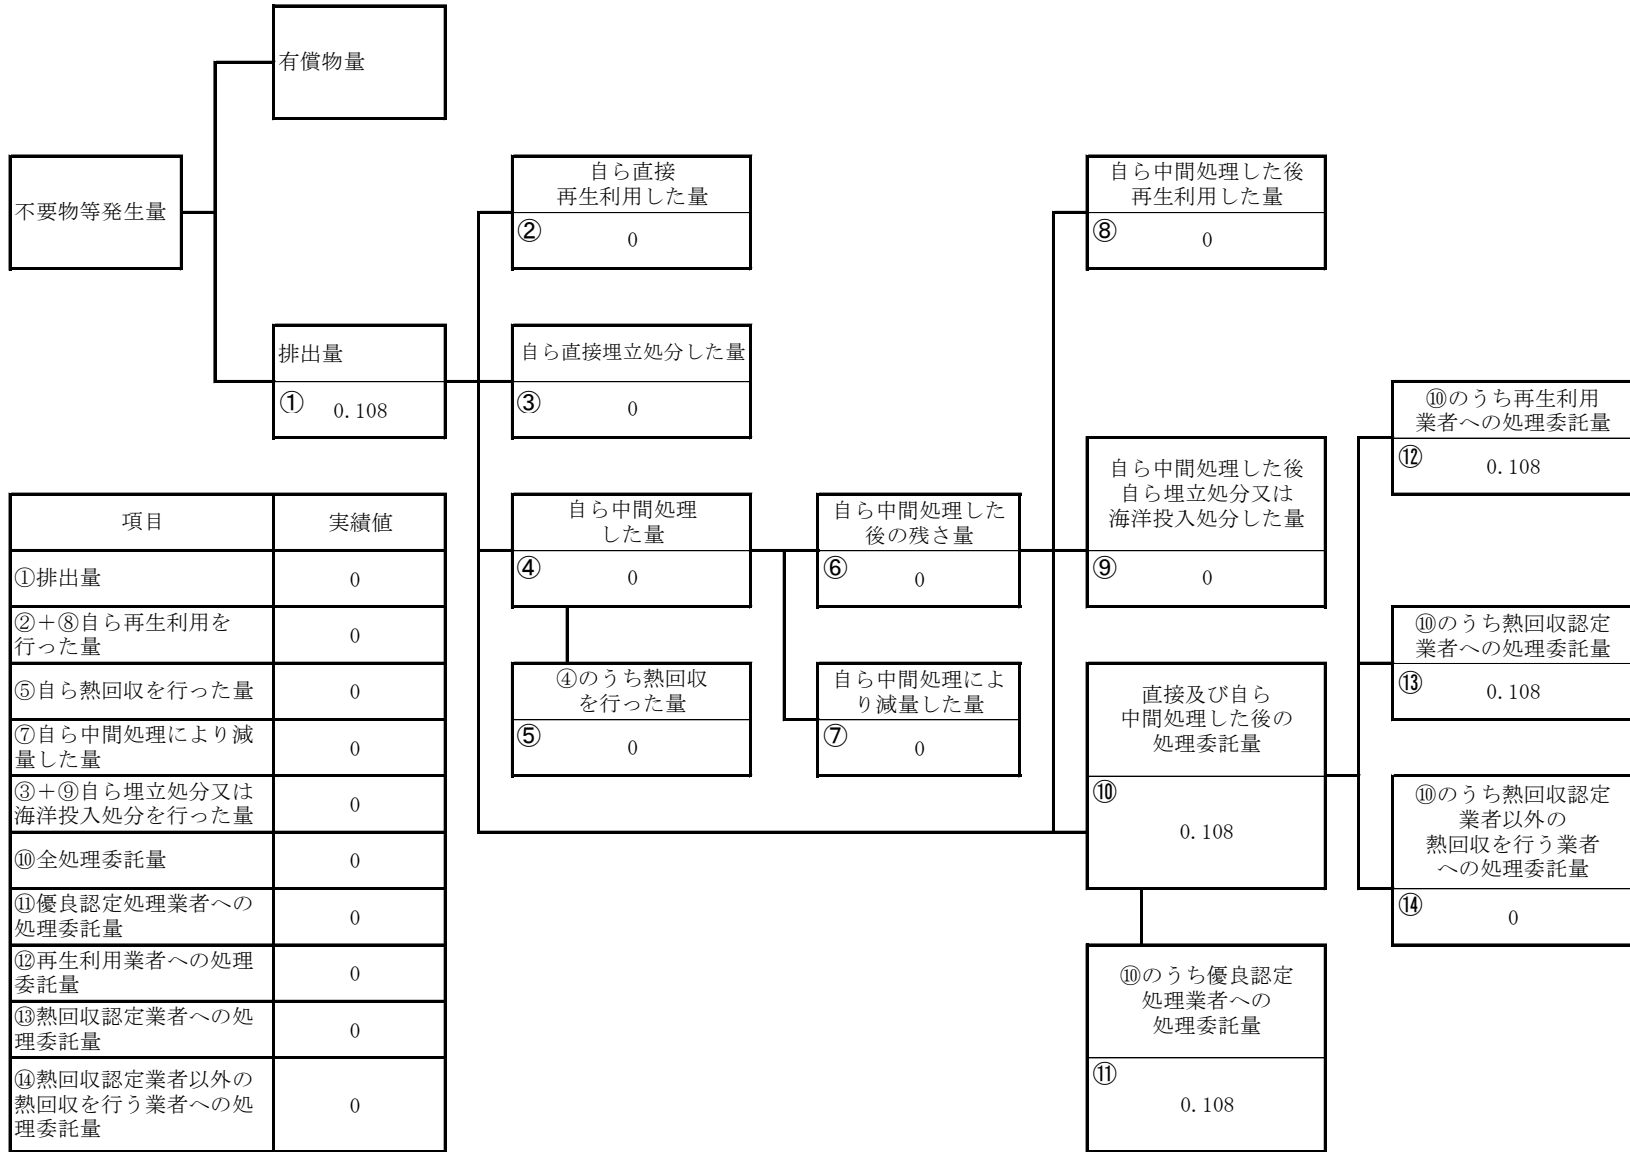 有償物量
不要物等発生量
排出量
① 0.108
自ら直接
再生利用した量
② 0
自ら直接埋立処分した量
③ 0
自ら中間処理
した量
④ 0
④のうち熱回収
を行った量
⑤ 0
自ら中間処理した
後の残さ量
⑥ 0
自ら中間処理によ
り減量した量
⑦ 0
自ら中間処理した後
再生利用した量
⑧ 0
自ら中間処理した後
自ら埋立処分又は
海洋投入処分した量
⑨ 0
直接及び自ら
中間処理した後の
処理委託量
⑩
0.108
⑩のうち優良認定
処理業者への
処理委託量
⑪
0.108
⑩のうち再生利用
業者への処理委託量
⑫ 0.108
⑩のうち熱回収認定
業者への処理委託量
⑬ 0.108
⑩のうち熱回収認定
業者以外の
熱回収を行う業者
への処理委託量
⑭ 0
項目 実績値
①排出量 0
②+⑧自ら再生利用を
行った量 0
⑤自ら熱回収を行った量 0
⑦自ら中間処理により減
量した量 0
③+⑨自ら埋立処分又は
海洋投入処分を行った量 0
⑩全処理委託量 0
⑪優良認定処理業者への
処理委託量 0
⑫再生利用業者への処理
委託量 0
⑬熱回収認定業者への処
理委託量 0
⑭熱回収認定業者以外の
熱回収を行う業者への処 0
理委託量